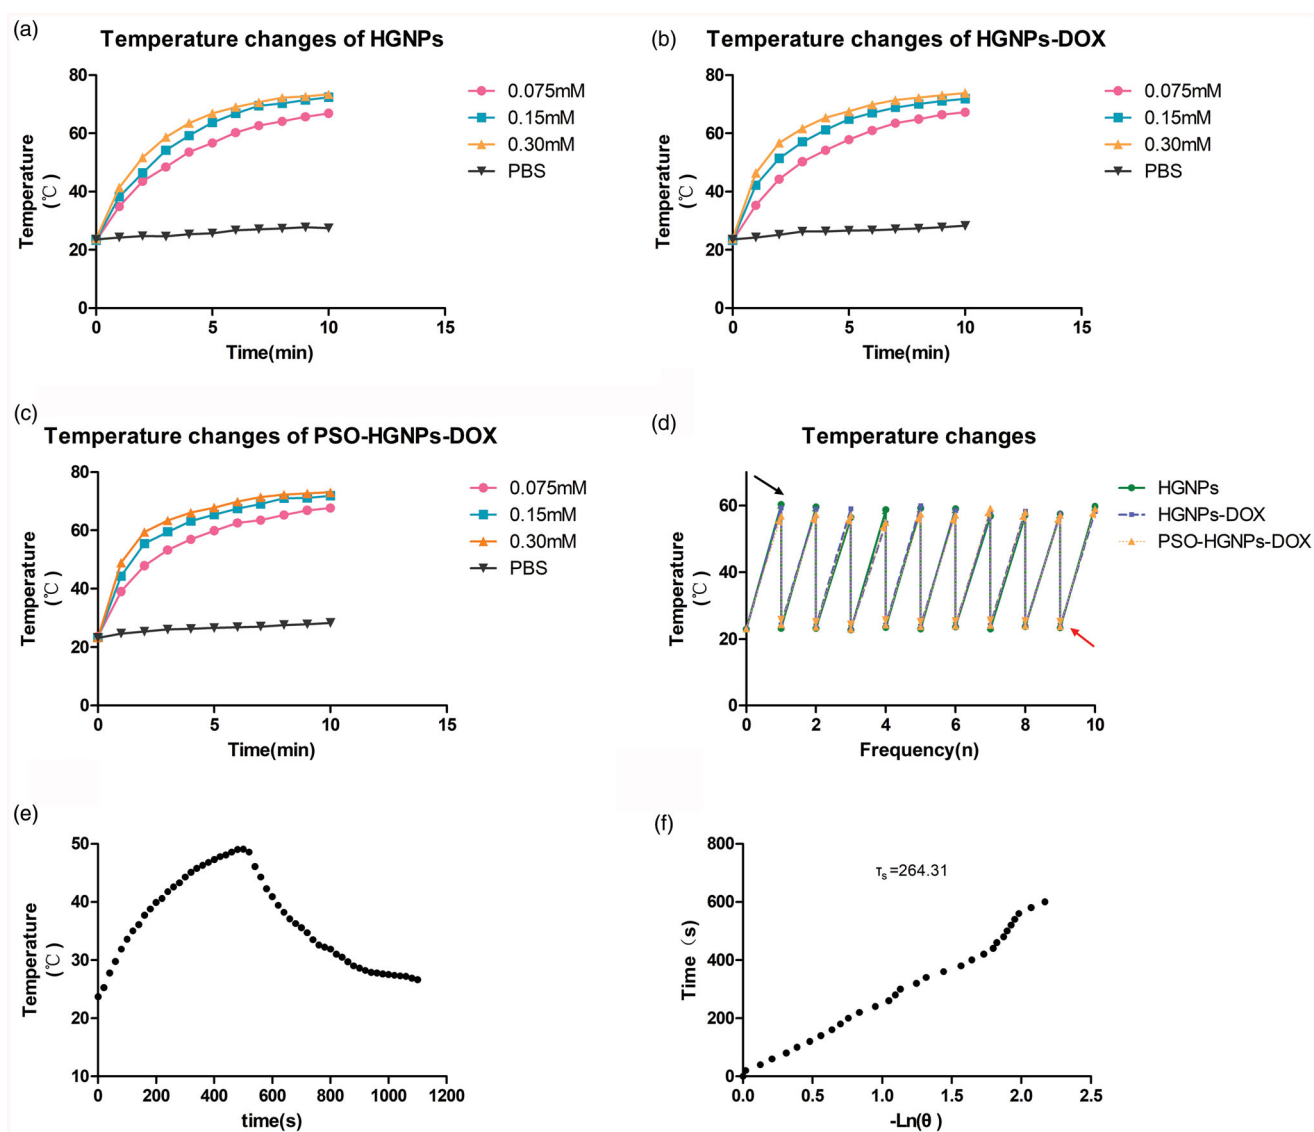 (a)
Temperature changes of HGNPs
80
60
40
20
0
0
5
10
15
Temperature
(℃)
Time(min)
0.075mM
0.15mM
0.30mM
PBS
(b)
Temperature changes of HGNPs-DOX
80
60
40
20
0
0
5
10
15
Temperature
(℃)
Time(min)
0.075mM
0.15mM
0.30mM
PBS
(c)
Temperature changes of PSO-HGNPs-DOX
80
60
40
20
0
0
5
10
15
Temperature
(℃)
Time(min)
0.075mM
0.15mM
0.30mM
PBS
(d)
Temperature changes
60
40
20
0
0
2
4
6
8
10
Temperature
(℃)
Frequency(n)
HGNPs
HGNPs-DOX
PSO-HGNPs-DOX
(e)
50
40
30
20
10
0
200
400
600
800
1000
1200
Temperature
(℃)
time(s)
(f)
800
600
400
200
0
0.0
0.5
1.0
1.5
2.0
2.5
Time（s)
τs=264.31
-Ln(θ )